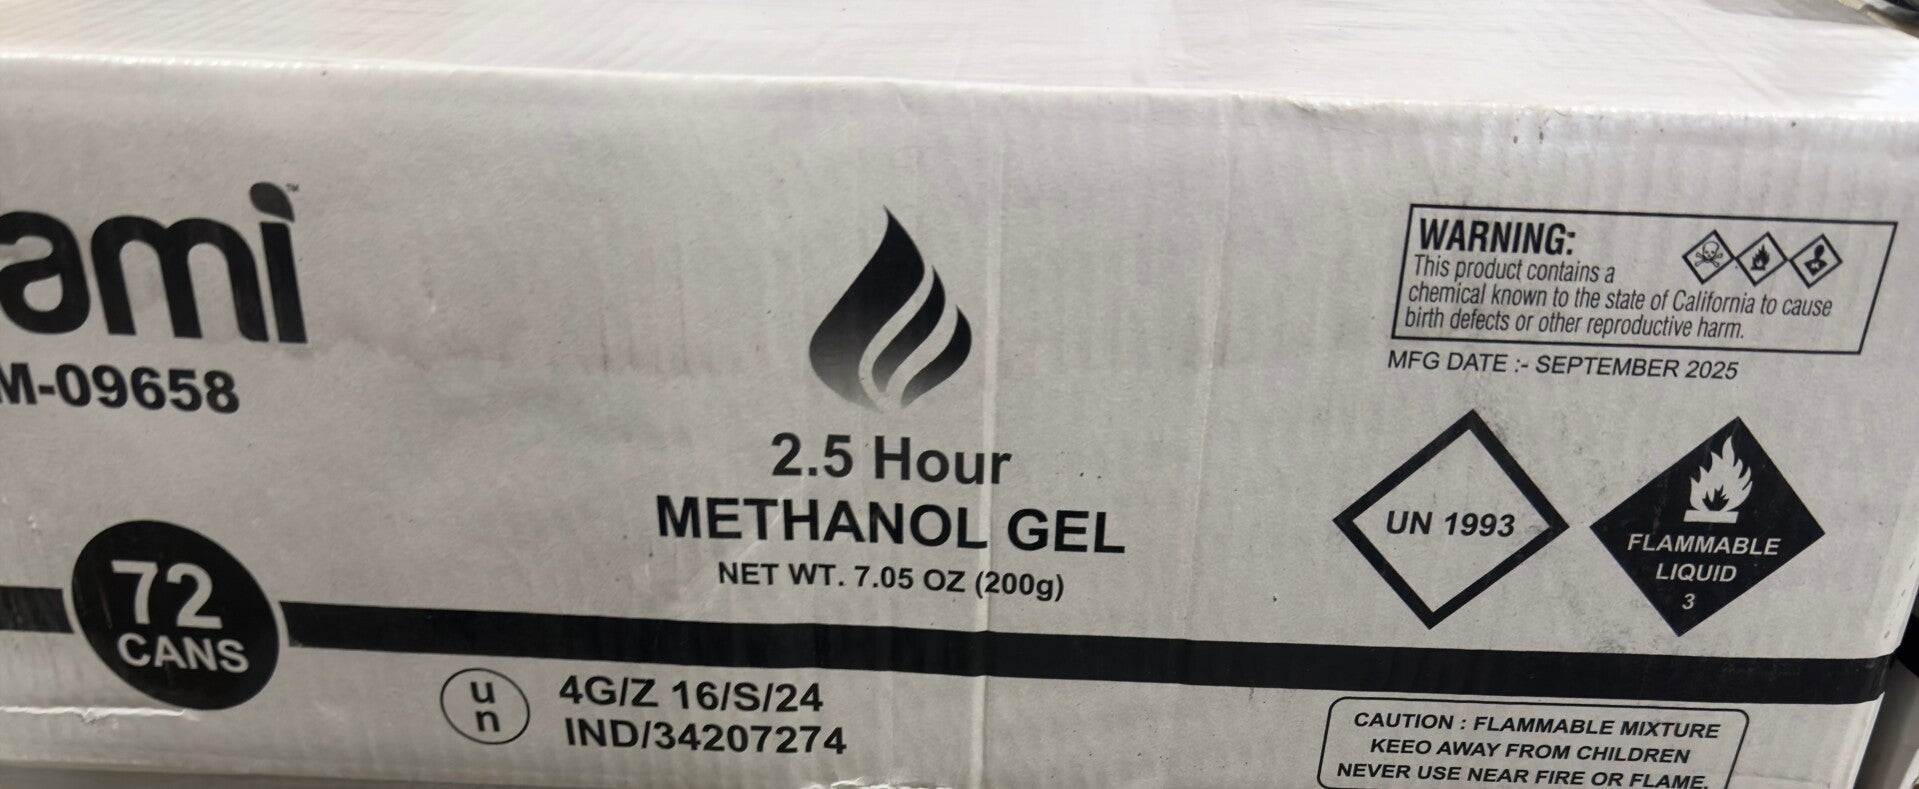 ami™
M-09658
72
CANS
2.5 Hour
METHANOL GEL
NET WT. 7.05 OZ (200g)
un
4G/Z 16/S/24
IND/34207274
WARNING:
This product contains a
chemical known to the state of California to cause
birth defects or other reproductive harm.
MFG DATE :- SEPTEMBER 2025
UN 1993
FLAMMABLE
LIQUID
3
CAUTION : FLAMMABLE MIXTURE
KEEO AWAY FROM CHILDREN
NEVER USE NEAR FIRE OR FLAME.